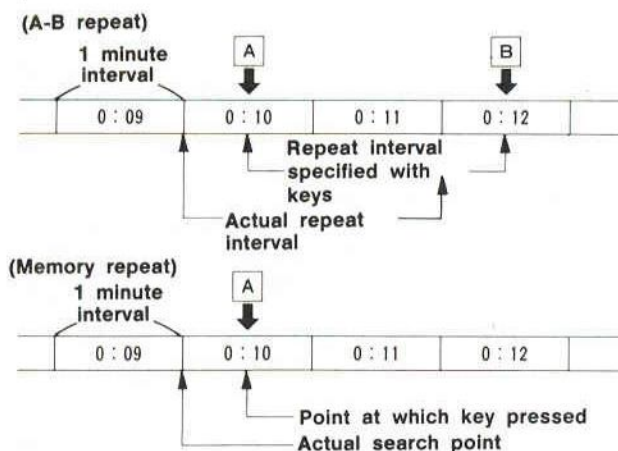 (A-B repeat)
1 minute
interval
A
B
0:09
0:10
0:11
0:12
Repeat interval
specified with
keys
Actual repeat
interval
(Memory repeat)
1 minute
interval
A
0:09
0:10
0:11
0:12
Point at which key pressed
Actual search point